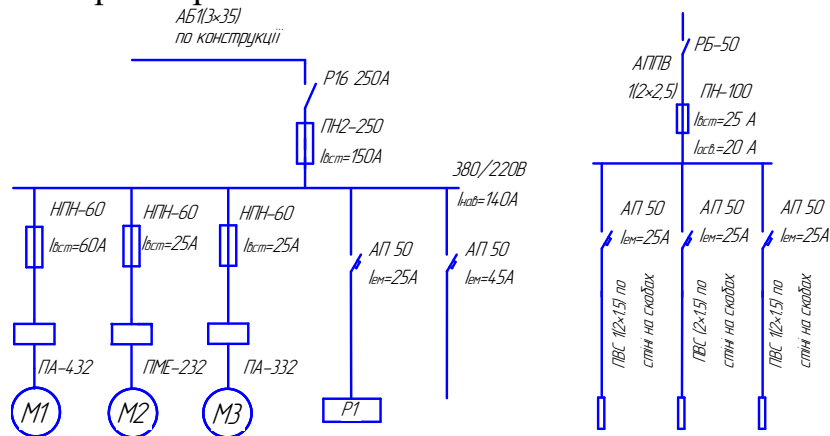 АБ1(3×35)
по конструкції
Р16 250А
ПН2-250
Iвст=150А
380/220В
Iнав=140А
НПН-60
Iвст=60А
НПН-60
Iвст=25А
НПН-60
Iвст=25А
АП 50
Iем=25А
АП 50
Iем=45А
ПА-432
ПМЕ-232
ПА-332
М1
М2
М3
Р1
РБ-50
АППВ
1(2×2,5)
ПН-100
Iвст=25 А
Iосв.=20 А
АП 50
Iем=25А
АП 50
Iем=25А
АП 50
Iем=25А
ПВС 1(2×1.5) по
стіні на скобах
ПВС (2×1.5) по
стіні на скобах
ПВС 1(2×1.5) по
стіні на скобах